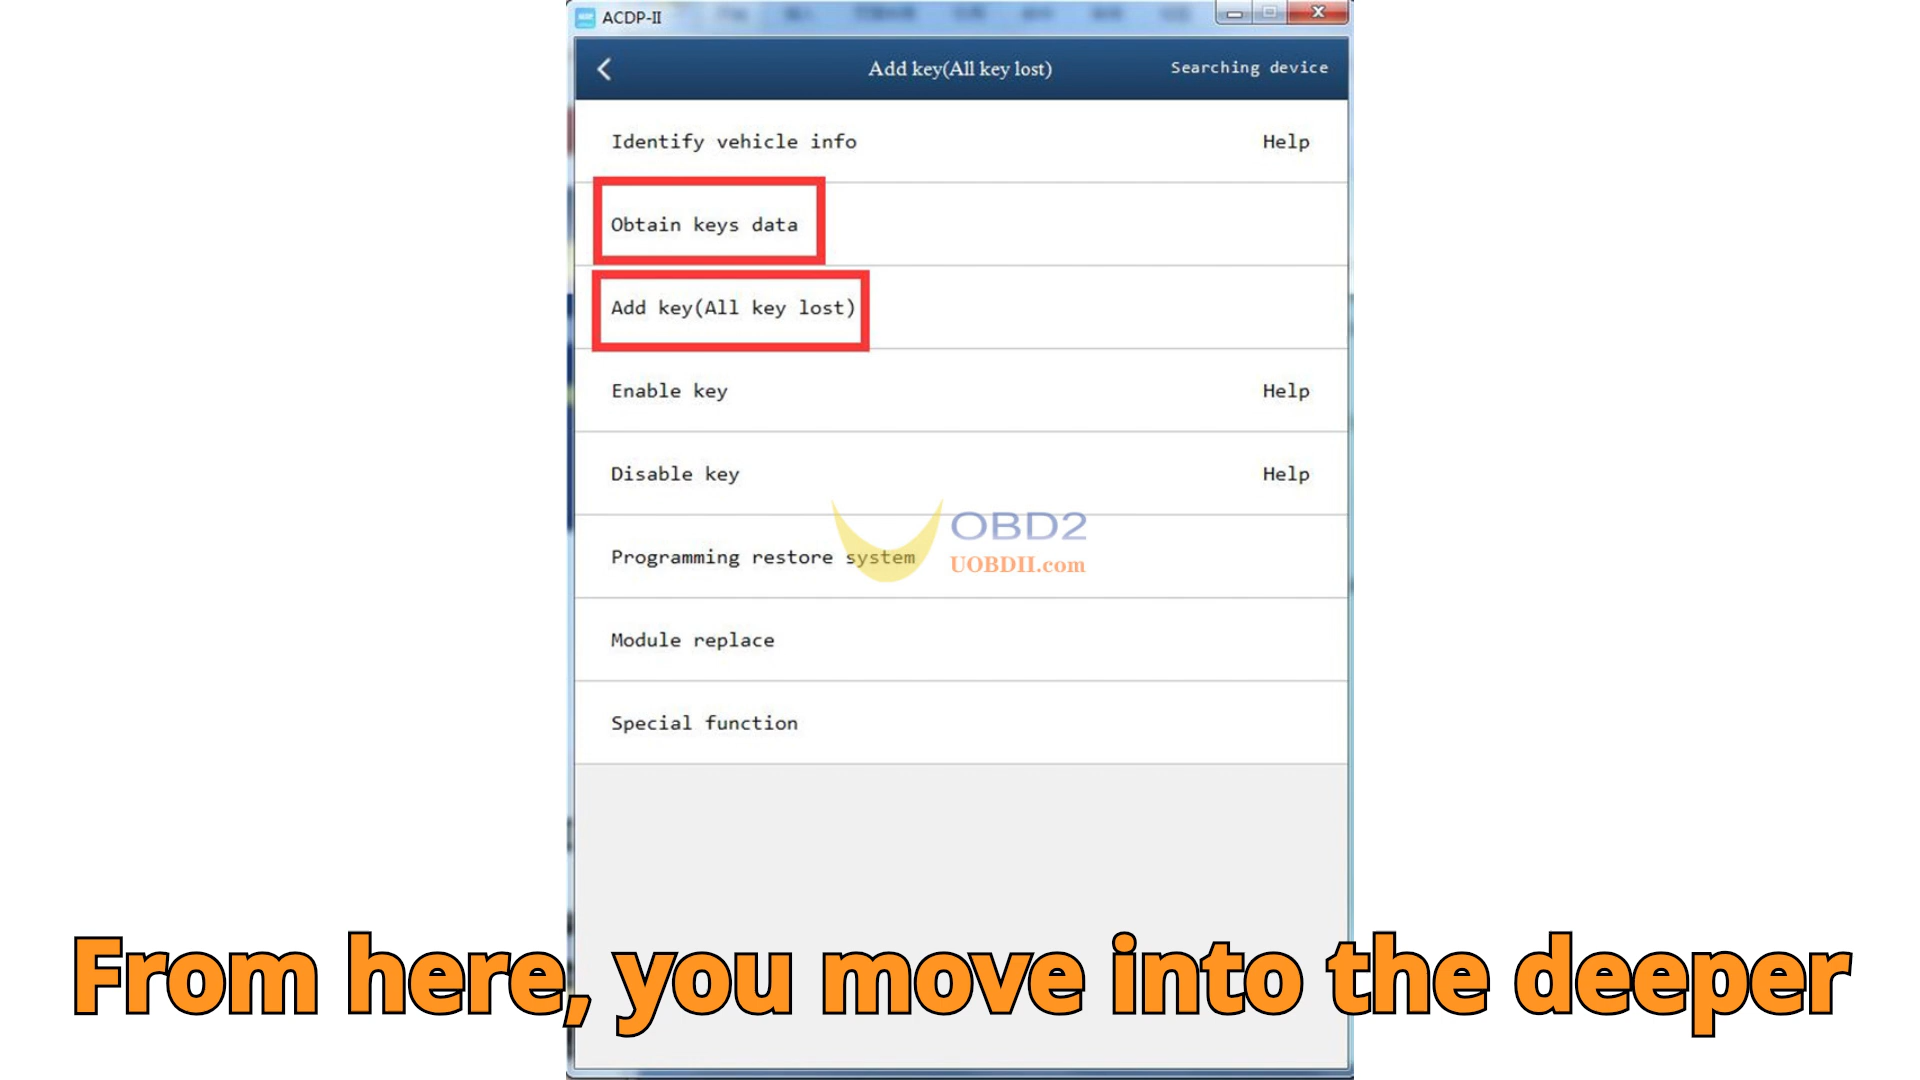 ACDP-II
Add key(All key lost)
Searching device
Identify vehicle info
Help
Obtain keys data
Add key(All key lost)
Enable key
Help
Disable key
Help
OBD2
Programming restore system
UOBDII.com
Module replace
Special function
From here, you move into the deeper